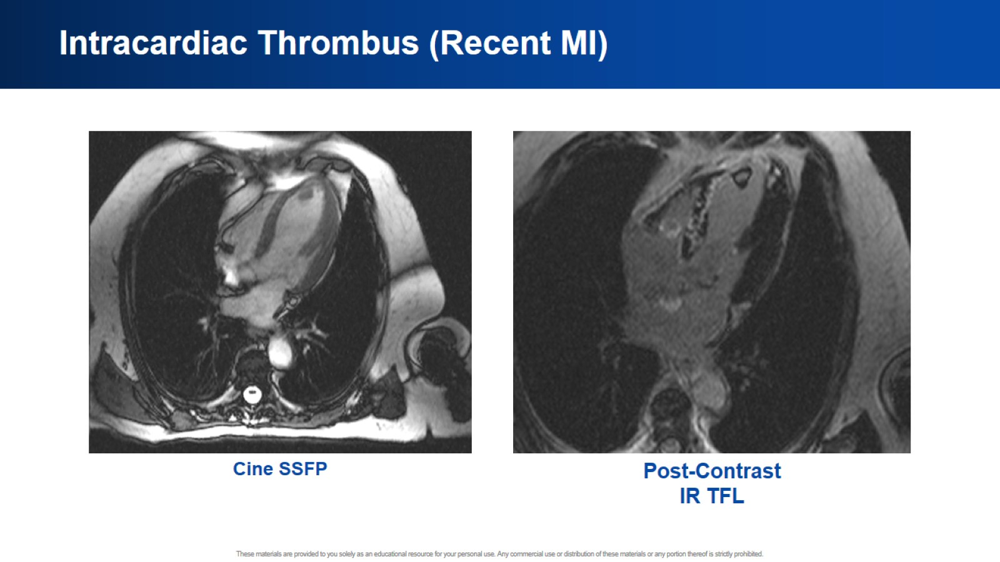 Intracardiac Thrombus (Recent MI)
Cine SSFP
Post-Contrast
IR TFL
These materials are provided to you solely as an educational resource for your personal use. Any commercial use or distribution of these materials or any portion thereof is strictly prohibited.